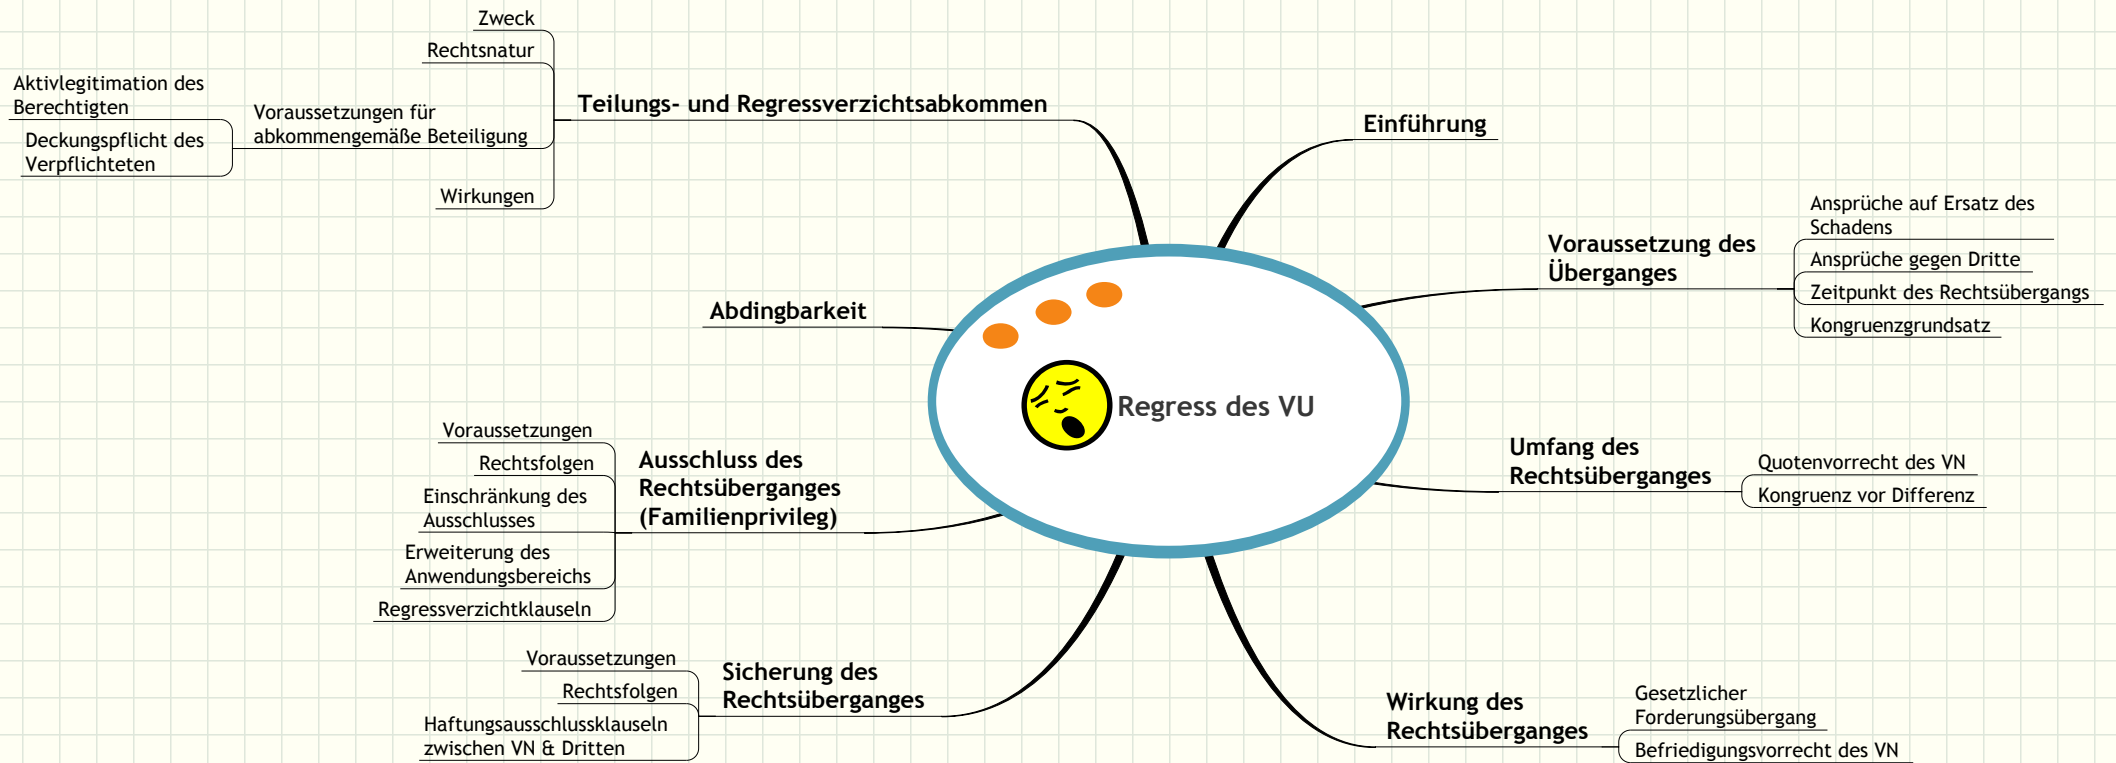 Regress des VU
Einführung
Voraussetzung des
Überganges
Ansprüche auf Ersatz des
Schadens
Ansprüche gegen Dritte
Zeitpunkt des Rechtsübergangs
Kongruenzgrundsatz
Umfang des
Rechtsüberganges
Quotenvorrecht des VN
Kongruenz vor Differenz
Wirkung des
Rechtsüberganges
Gesetzlicher
Forderungsübergang
Befriedigungsvorrecht des VN
Sicherung des
Rechtsüberganges
Voraussetzungen
Rechtsfolgen
Haftungsausschlussklauseln
zwischen VN & Dritten
Ausschluss des
Rechtsüberganges
(Familienprivileg)
Voraussetzungen
Rechtsfolgen
Einschränkung des
Ausschlusses
Erweiterung des
Anwendungsbereichs
Regressverzichtklauseln
Abdingbarkeit
Teilungs- und Regressverzichtsabkommen
Zweck
Rechtsnatur
Voraussetzungen für
abkommengemäße Beteiligung
Aktivlegitimation des
Berechtigten
Deckungspflicht des
Verpflichteten
Wirkungen